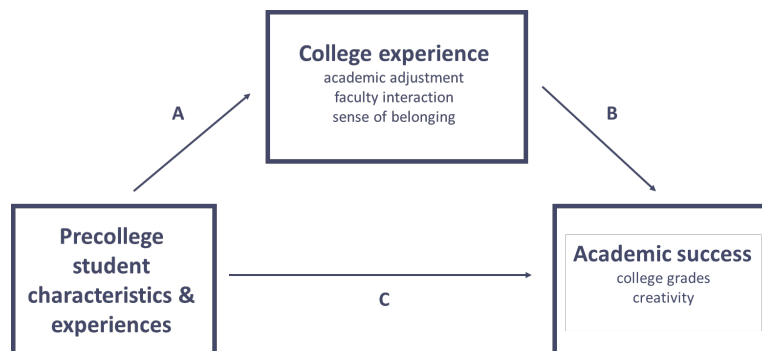 College experience
academic adjustment
faculty interaction
sense of belonging
A
B
Precollege
student
characteristics &
experiences
C
Academic success
college grades
creativity